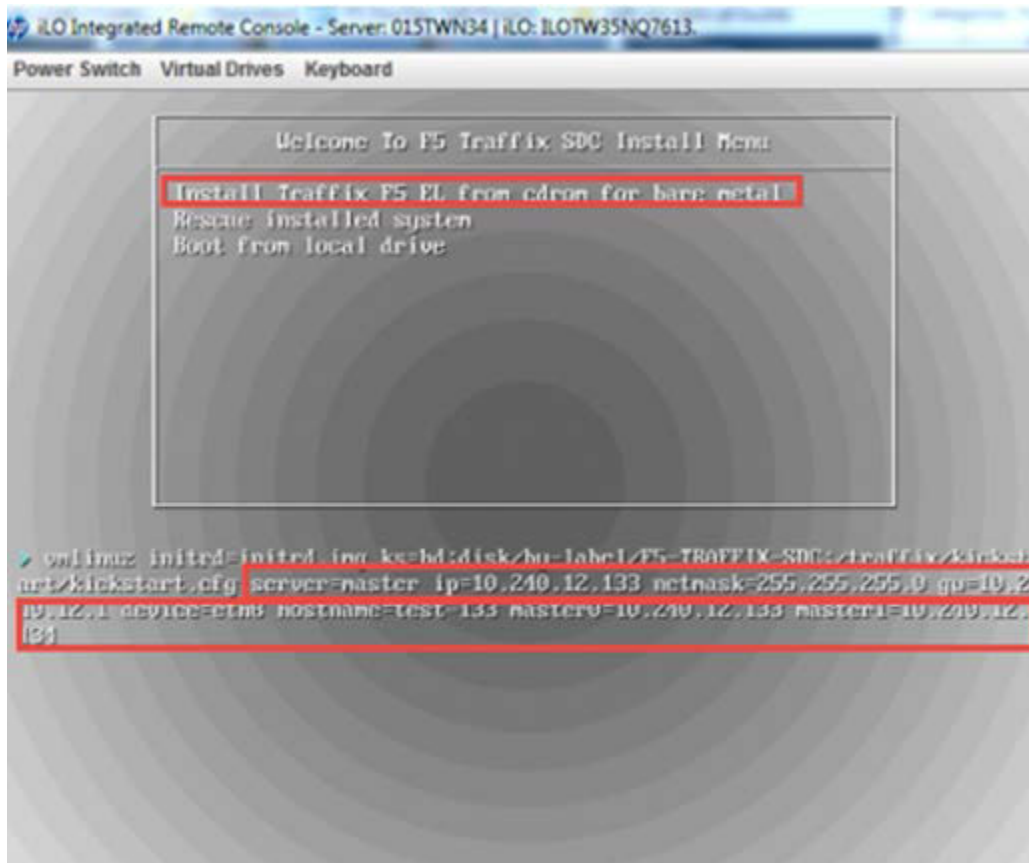 iLO Integrated Remote Console - Server: 015TWN34 | iLO: ILOTW35NQ7613.
Power Switch Virtual Drives Keyboard
Welcome To F5 Traffix SDC Install Menu
Install Traffix F5 EL from cdrom for bare metal
Rescue installed system
Boot from local drive
> vmlinuz initrd=initrd.img ks=hd:disk/by-label/F5-TRAFFIX-SDC:/traffix/kickst
art/kickstart.cfg server=master ip=10.240.12.133 netmask=255.255.255.0 gw=10.2
40.12.1 device=eth8 hostname=test-133 master0=10.240.12.133 master1=10.240.12.
134